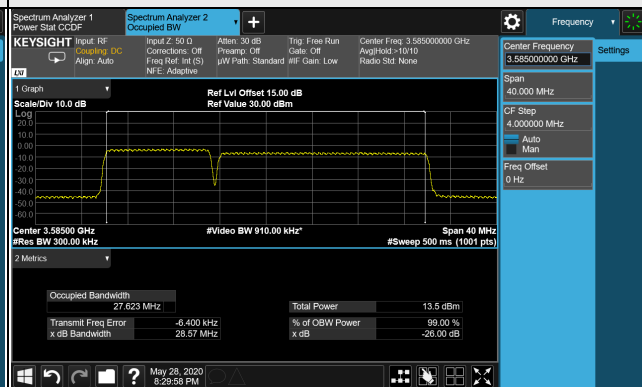 Spectrum Analyzer 1
Power Stat CCDF
Spectrum Analyzer 2
Occupied BW
Frequency
KEYSIGHT
Input: RF
Coupling: DC
Align: Auto
Input Z: 50 Ω
Corrections: Off
Freq Ref: Int (S)
NFE: Adaptive
Atten: 30 dB
Preamp: Off
µW Path: Standard
Trig: Free Run
Gate: Off
#IF Gain: Low
Center Freq: 3.585000000 GHz
Avg|Hold:>10/10
Radio Std: None
LXI
Center Frequency
3.585000000 GHz
Settings
Span
40.000 MHz
CF Step
4.000000 MHz
Auto
Man
Freq Offset
0 Hz
1 Graph
Scale/Div 10.0 dB
Ref Lvl Offset 15.00 dB
Ref Value 30.00 dBm
Log
20.0
10.0
0.00
-10.0
-20.0
-30.0
-40.0
-50.0
-60.0
Center 3.58500 GHz
#Res BW 300.00 kHz
#Video BW 910.00 kHz*
Span 40 MHz
#Sweep 500 ms (1001 pts)
2 Metrics
Occupied Bandwidth
27.623 MHz
Total Power 13.5 dBm
Transmit Freq Error -6.400 kHz
% of OBW Power 99.00 %
x dB Bandwidth 28.57 MHz
x dB -26.00 dB
May 28, 2020
8:29:58 PM